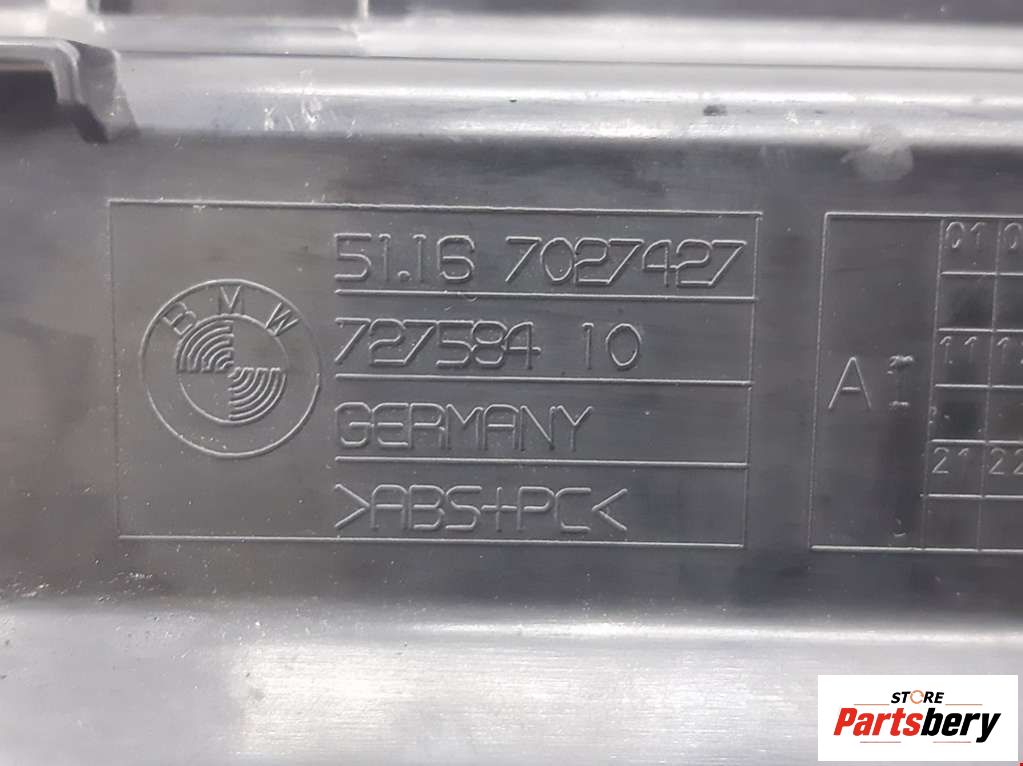 BMW
51.16 7027427
727584 10
GERMANY
>ABS+PC<
A
01
11
21 22
STORE
Partsbery